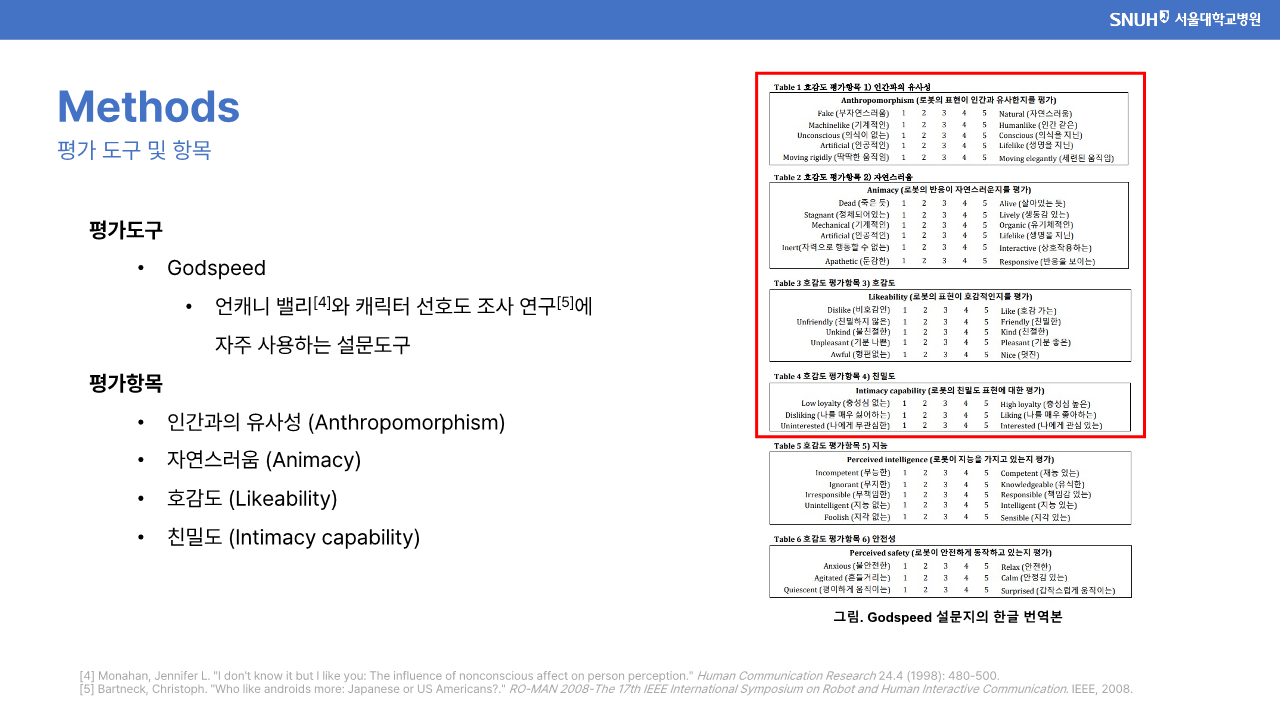 SNUH 서울대학교병원
Methods
평가 도구 및 항목
평가도구
• Godspeed
• 언캐니 밸리[4]와 캐릭터 선호도 조사 연구[5]에
자주 사용하는 설문도구
평가항목
• 인간과의 유사성 (Anthropomorphism)
• 자연스러움 (Animacy)
• 호감도 (Likeability)
• 친밀도 (Intimacy capability)
Table 1 호감도 평가항목 1) 인간과의 유사성
Anthropomorphism (로봇의 표현이 인간과 유사한지를 평가)
Fake (부자연스러움) 1 2 3 4 5 Natural (자연스러움)
Machinelike (기계적인) 1 2 3 4 5 Humanlike (인간 같은)
Unconscious (의식이 없는) 1 2 3 4 5 Conscious (의식을 지닌)
Artificial (인공적인) 1 2 3 4 5 Lifelike (생명을 지닌)
Moving rigidly (딱딱한 움직임) 1 2 3 4 5 Moving elegantly (세련된 움직임)
Table 2 호감도 평가항목 2) 자연스러움
Animacy (로봇의 반응이 자연스러운지를 평가)
Dead (죽은 듯) 1 2 3 4 5 Alive (살아있는 듯)
Stagnant (정체되어있는) 1 2 3 4 5 Lively (생동감 있는)
Mechanical (기계적인) 1 2 3 4 5 Organic (유기체적인)
Artificial (인공적인) 1 2 3 4 5 Lifelike (생명을 지닌)
Inert(자력으로 행동할 수 없는) 1 2 3 4 5 Interactive (상호작용하는)
Apathetic (둔감한) 1 2 3 4 5 Responsive (반응을 보이는)
Table 3 호감도 평가항목 3) 호감도
Likeability (로봇의 표현이 호감적인지를 평가)
Dislike (비호감인) 1 2 3 4 5 Like (호감 가는)
Unfriendly (친밀하지 않은) 1 2 3 4 5 Friendly (친밀한)
Unkind (불친절한) 1 2 3 4 5 Kind (친절한)
Unpleasant (기분 나쁜) 1 2 3 4 5 Pleasant (기분 좋은)
Awful (형편없는) 1 2 3 4 5 Nice (멋진)
Table 4 호감도 평가항목 4) 친밀도
Intimacy capability (로봇의 친밀도 표현에 대한 평가)
Low loyalty (충성심 없는) 1 2 3 4 5 High loyalty (충성심 높은)
Disliking (나를 매우 싫어하는) 1 2 3 4 5 Liking (나를 매우 좋아하는)
Uninterested (나에게 무관심한) 1 2 3 4 5 Interested (나에게 관심 있는)
Table 5 호감도 평가항목 5) 지능
Perceived intelligence (로봇이 지능을 가지고 있는지 평가)
Incompetent (무능한) 1 2 3 4 5 Competent (재능 있는)
Ignorant (무지한) 1 2 3 4 5 Knowledgeable (유식한)
Irresponsible (무책임한) 1 2 3 4 5 Responsible (책임감 있는)
Unintelligent (지능 없는) 1 2 3 4 5 Intelligent (지능 있는)
Foolish (지각 없는) 1 2 3 4 5 Sensible (지각 있는)
Table 6 호감도 평가항목 6) 안전성
Perceived safety (로봇이 안전하게 동작하고 있는지 평가)
Anxious (불안전한) 1 2 3 4 5 Relax (안전한)
Agitated (흔들거리는) 1 2 3 4 5 Calm (안정감 있는)
Quiescent (평이하게 움직이는) 1 2 3 4 5 Surprised (갑작스럽게 움직이는)
그림. Godspeed 설문지의 한글 번역본
[4] Monahan, Jennifer L. "I don't know it but I like you: The influence of nonconscious affect on person perception." Human Communication Research 24.4 (1998): 480-500.
[5] Bartneck, Christoph. "Who like androids more: Japanese or US Americans?." RO-MAN 2008-The 17th IEEE International Symposium on Robot and Human Interactive Communication. IEEE, 2008.